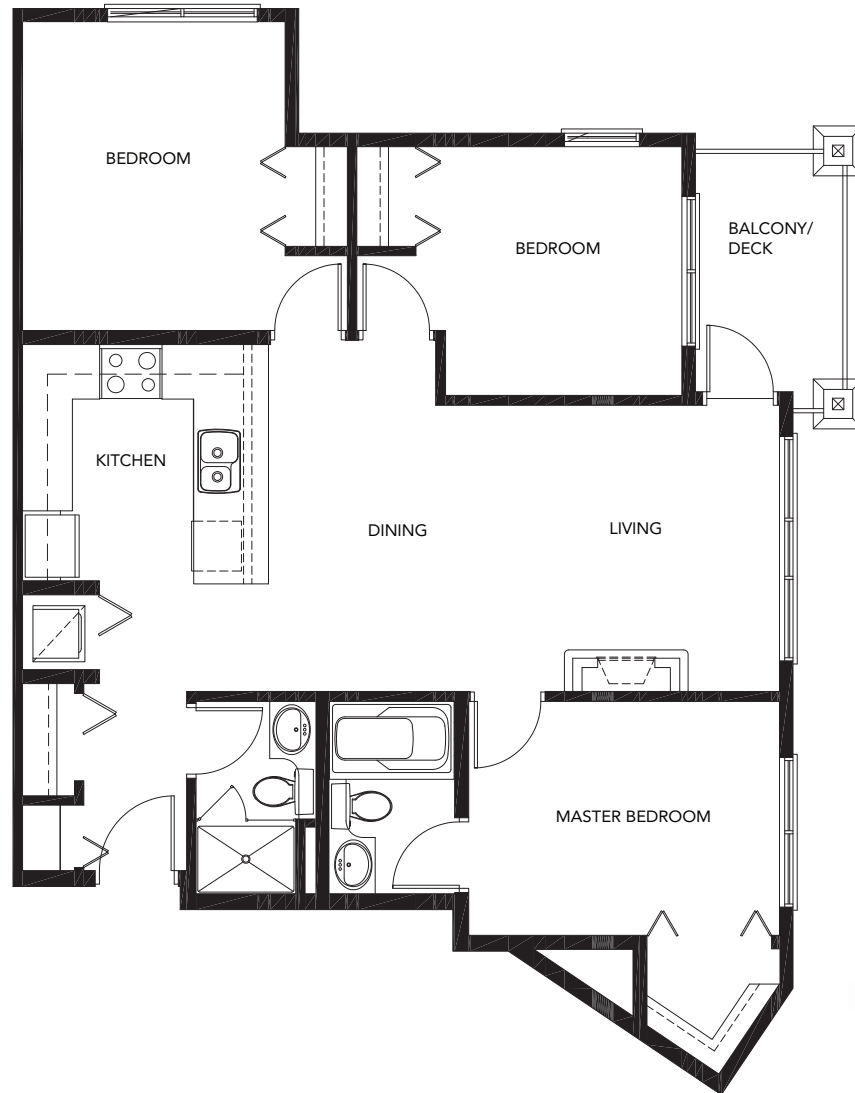 BEDROOM
BEDROOM
BALCONY/
DECK
KITCHEN
DINING
LIVING
MASTER BEDROOM